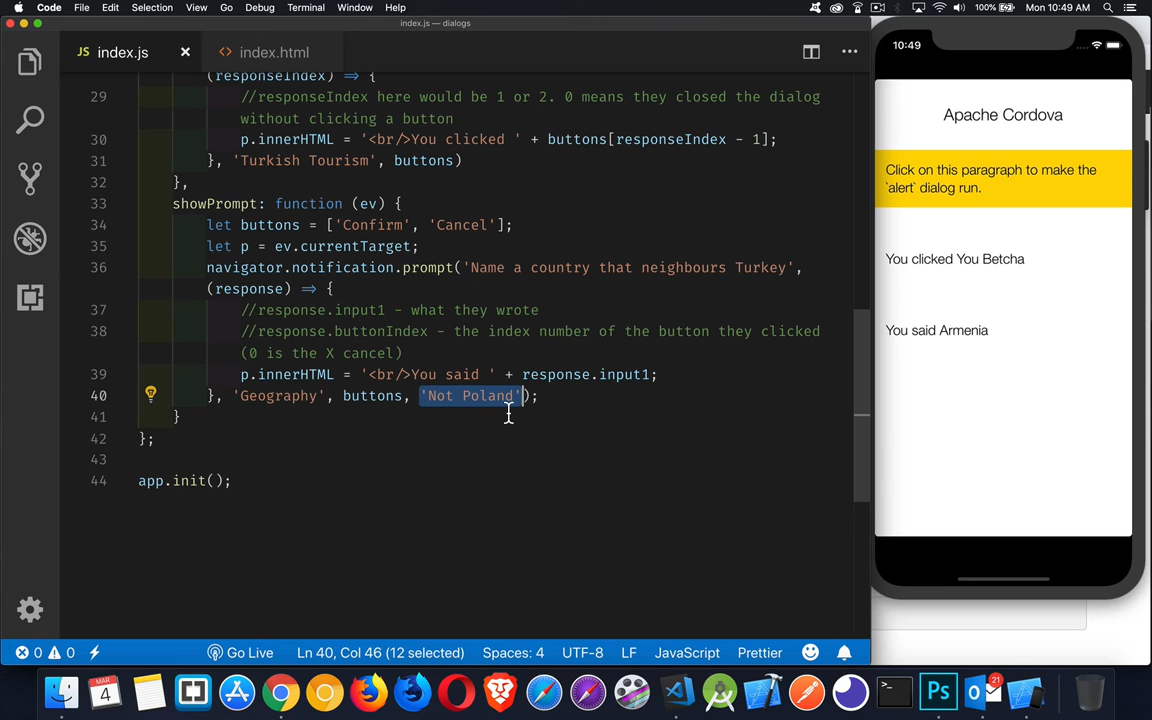 Code File Edit Selection View Go Debug Terminal Window Help 100% Mon 10:49 AM
index.js — dialogs
JS index.js × <> index.html
(responseIndex) => {
29 //responseIndex here would be 1 or 2. 0 means they closed the dialog
without clicking a button
30 p.innerHTML = '<br/>You clicked ' + buttons[responseIndex - 1];
31 }, 'Turkish Tourism', buttons)
32 },
33 showPrompt: function (ev) {
34 let buttons = ['Confirm', 'Cancel'];
35 let p = ev.currentTarget;
36 navigator.notification.prompt('Name a country that neighbours Turkey',
(response) => {
37 //response.input1 - what they wrote
38 //response.buttonIndex - the index number of the button they clicked
(0 is the X cancel)
39 p.innerHTML = '<br/>You said ' + response.input1;
40 }, 'Geography', buttons, 'Not Poland');
41 }
42 };
43
44 app.init();
0 0 Go Live Ln 40, Col 46 (12 selected) Spaces: 4 UTF-8 LF JavaScript Prettier
10:49
Apache Cordova
Click on this paragraph to make the
`alert` dialog run.
You clicked You Betcha
You said Armenia
MAR
4
21